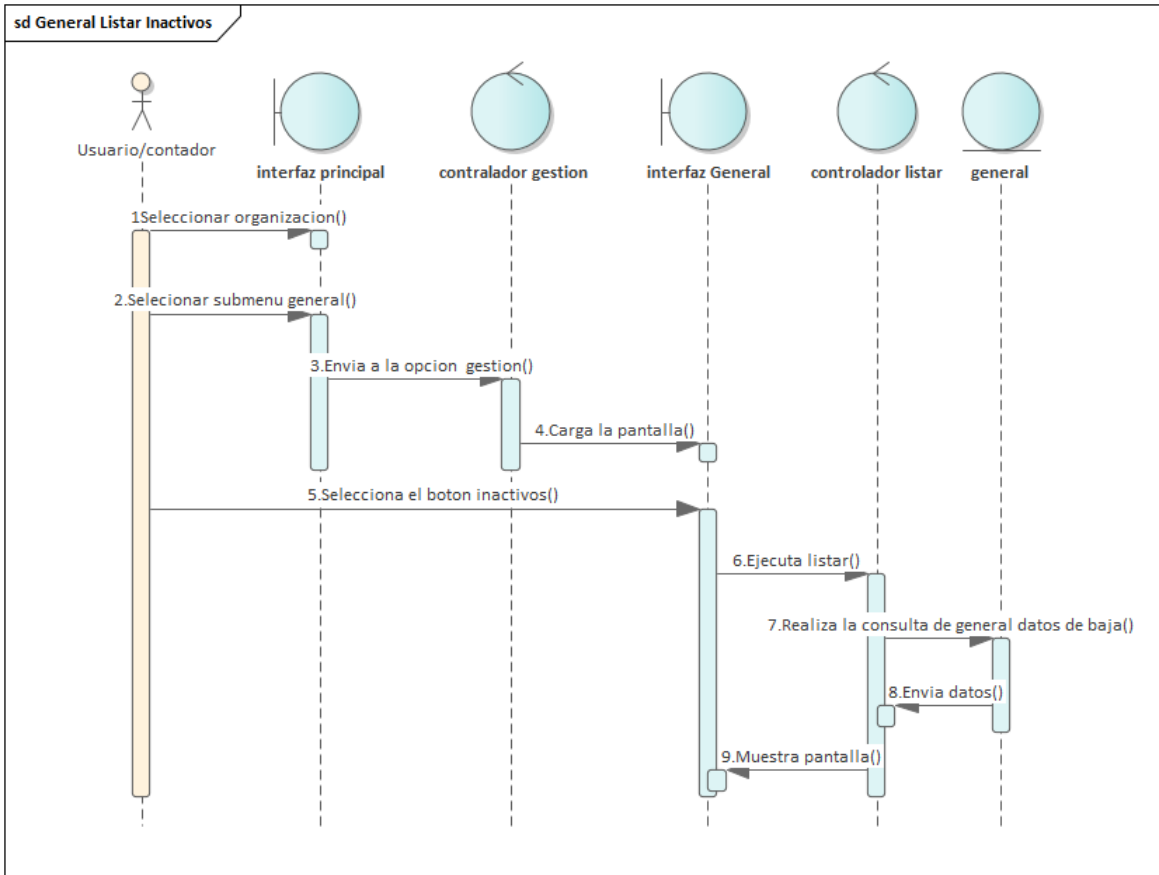 sd General Listar Inactivos
Usuario/contador
interfaz principal
contralador gestion
interfaz General
controlador listar
general
1Seleccionar organizacion()
2.Selecionar submenu general()
3.Envia a la opcion  gestion()
4.Carga la pantalla()
5.Selecciona el boton inactivos()
6.Ejecuta listar()
7.Realiza la consulta de general datos de baja()
8.Envia datos()
9.Muestra pantalla()